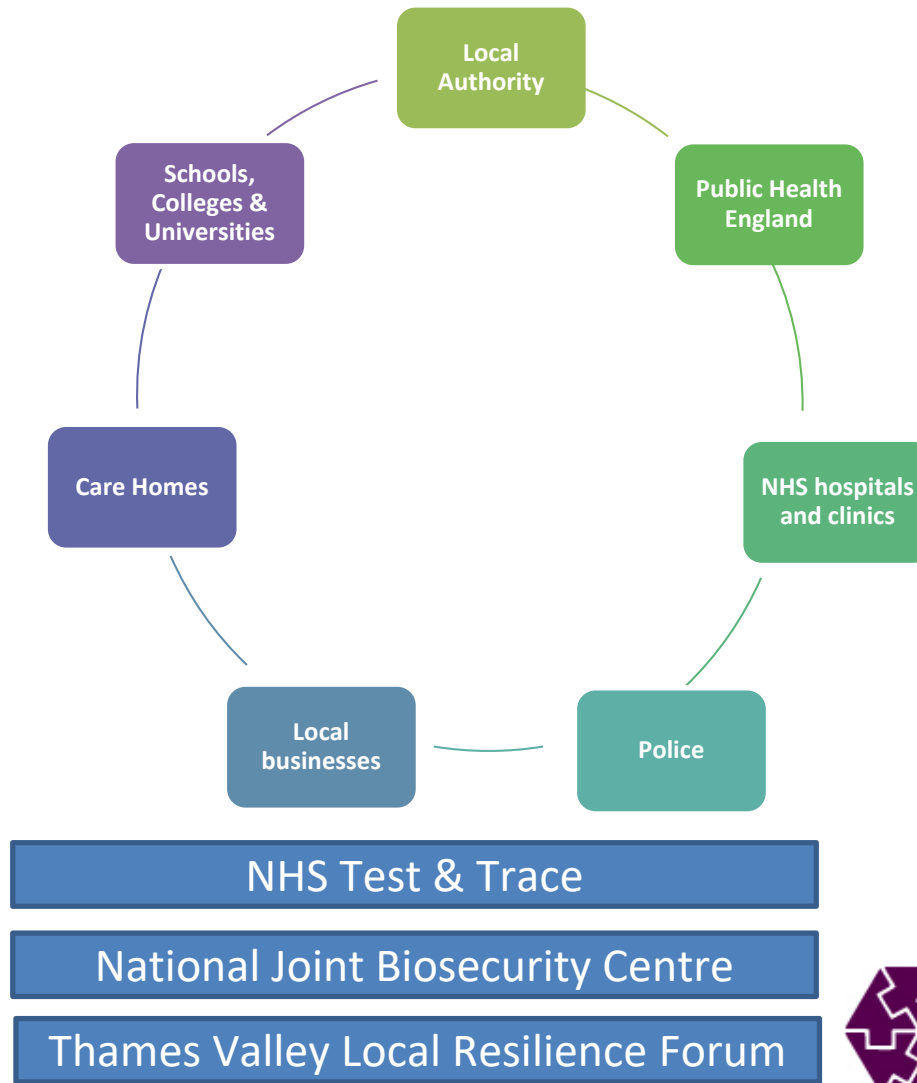 Local
Authority
Public Health
England
NHS hospitals
and clinics
Police
Local
businesses
Care Homes
Schools,
Colleges &
Universities
NHS Test & Trace
National Joint Biosecurity Centre
Thames Valley Local Resilience Forum